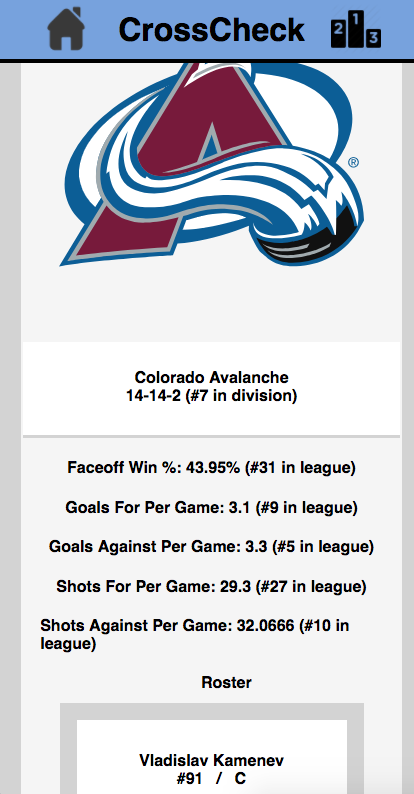 CrossCheck
2 1 3
®
Colorado Avalanche
14-14-2 (#7 in division)
Faceoff Win %: 43.95% (#31 in league)
Goals For Per Game: 3.1 (#9 in league)
Goals Against Per Game: 3.3 (#5 in league)
Shots For Per Game: 29.3 (#27 in league)
Shots Against Per Game: 32.0666 (#10 in
league)
Roster
Vladislav Kamenev
#91 / C